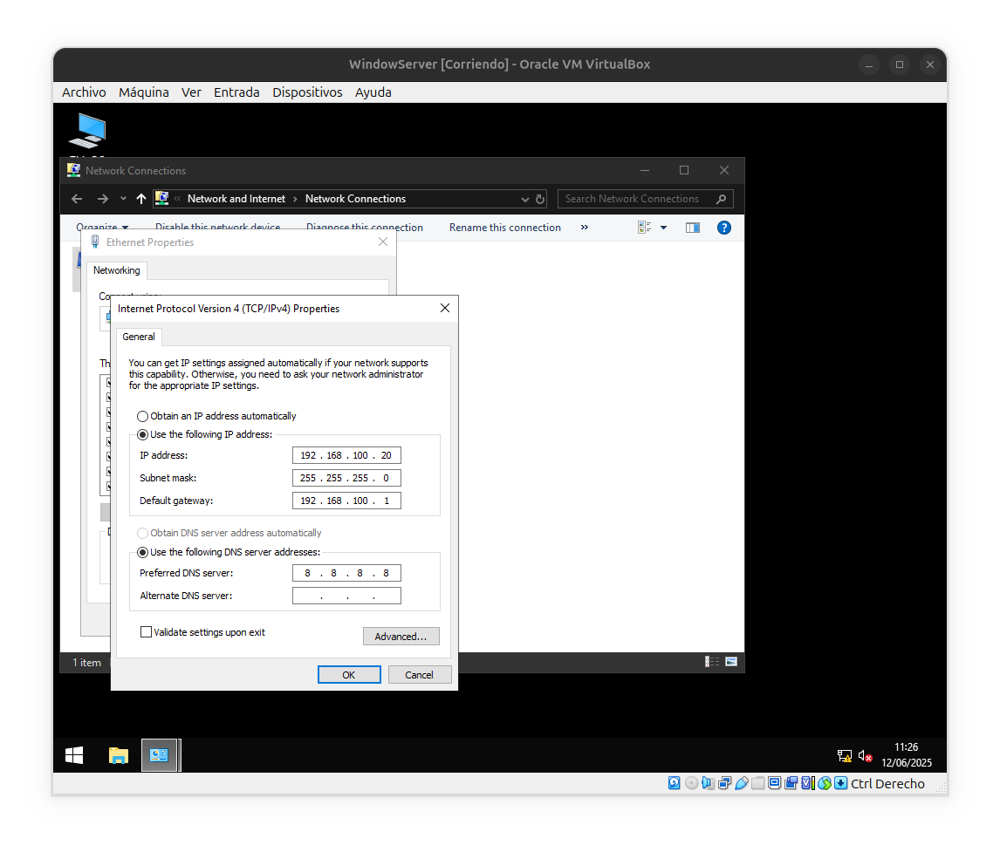 WindowServer [Corriendo] - Oracle VM VirtualBox
Archivo Máquina Ver Entrada Dispositivos Ayuda
Network Connections
« Network and Internet › Network Connections
Search Network Connections
Organize Disable this network device Diagnose this connection Rename this connection »
Ethernet Properties
Networking
Internet Protocol Version 4 (TCP/IPv4) Properties
General
You can get IP settings assigned automatically if your network supports
this capability. Otherwise, you need to ask your network administrator
for the appropriate IP settings.
Obtain an IP address automatically
Use the following IP address:
IP address: 192 . 168 . 100 . 20
Subnet mask: 255 . 255 . 255 . 0
Default gateway: 192 . 168 . 100 . 1
Obtain DNS server address automatically
Use the following DNS server addresses:
Preferred DNS server: 8 . 8 . 8 . 8
Alternate DNS server: . . .
Validate settings upon exit
Advanced...
OK Cancel
1 item
11:26
12/06/2025
Ctrl Derecho